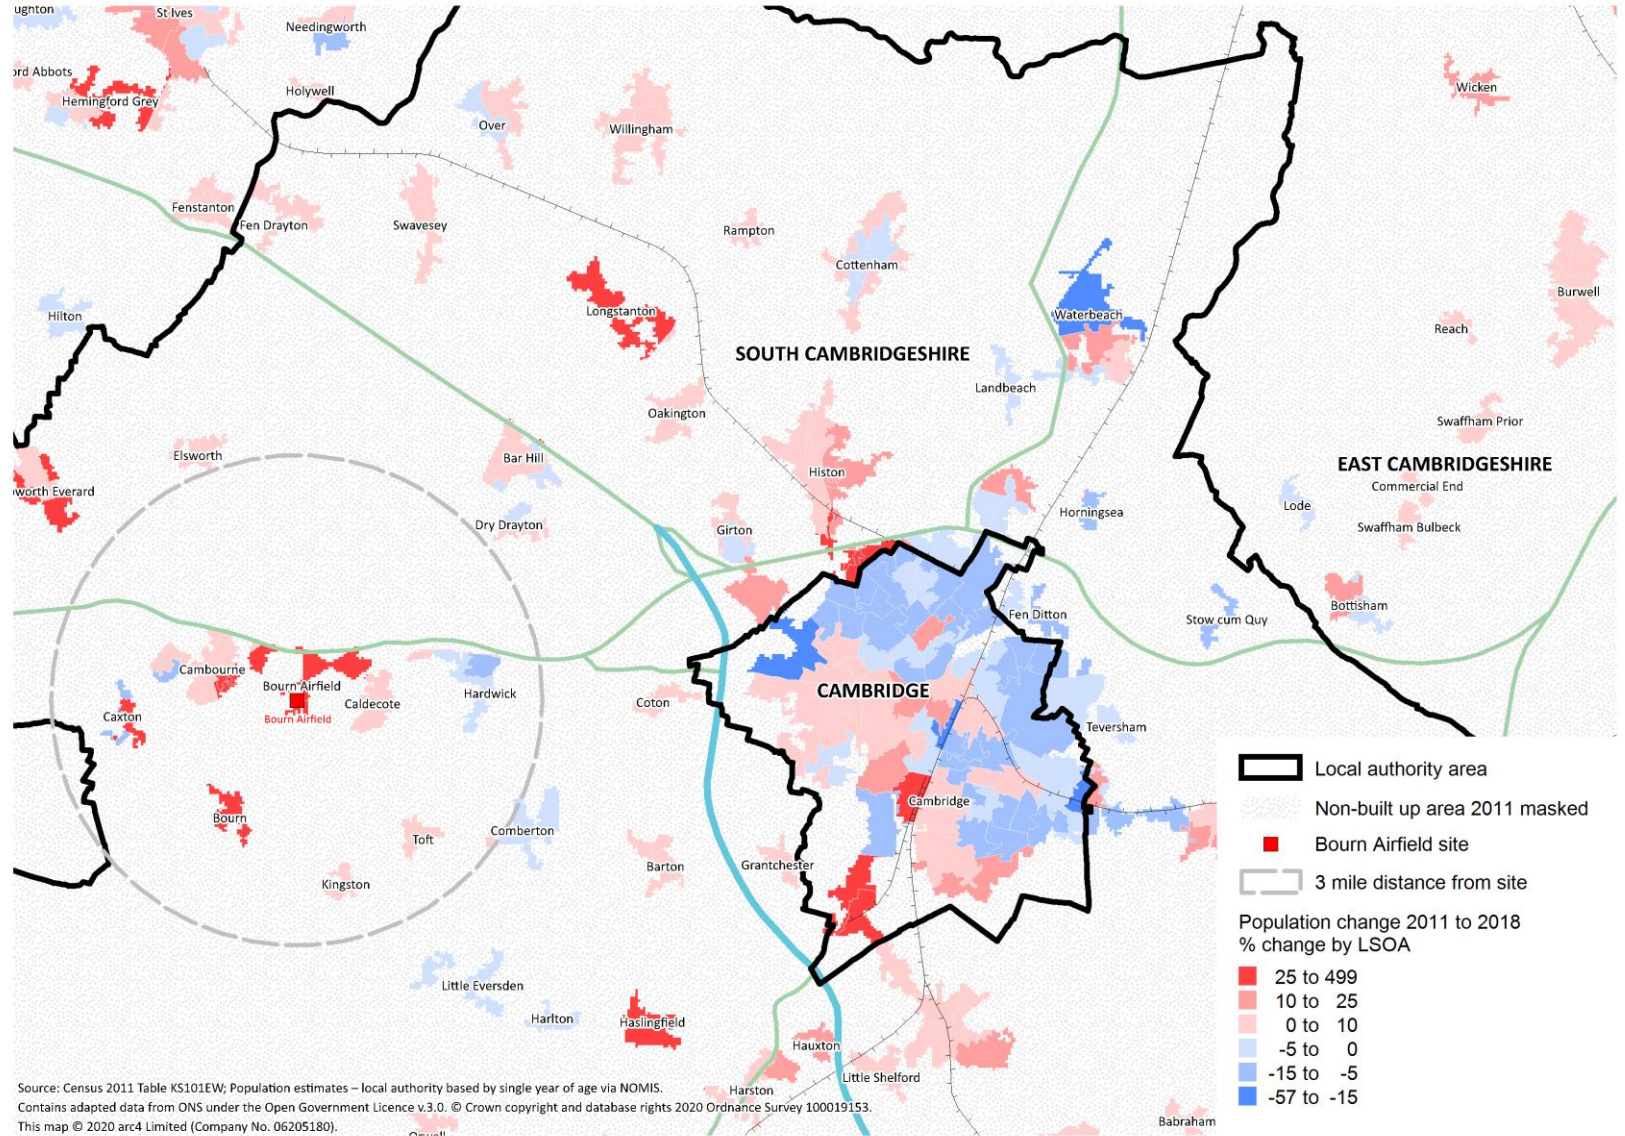 ughton
St Ives
Needingworth
ord Abbots
Hemingford Grey
Holywell
Over
Willingham
Wicken
Fenstanton
Fen Drayton
Swavesey
Rampton
Cottenham
Burwell
Hilton
Longstanton
Waterbeach
Reach
SOUTH CAMBRIDGESHIRE
Landbeach
Oakington
Swaffham Prior
Elsworth
Bar Hill
Histon
EAST CAMBRIDGESHIRE
Commercial End
worth Everard
Dry Drayton
Girton
Horningsea
Lode
Swaffham Bulbeck
Fen Ditton
Stow cum Quy
Bottisham
Cambourne
Bourn Airfield
Bourn Airfield
Caldecote
Hardwick
Coton
CAMBRIDGE
Caxton
Teversham
Bourn
Toft
Comberton
Cambridge
Kingston
Barton
Grantchester
Little Eversden
Harlton
Haslingfield
Hauxton
Little Shelford
Harston
Babraham
Orwell
Local authority area
Non-built up area 2011 masked
Bourn Airfield site
3 mile distance from site
Population change 2011 to 2018
% change by LSOA
25 to 499
10 to 25
0 to 10
-5 to 0
-15 to -5
-57 to -15
Source: Census 2011 Table KS101EW; Population estimates – local authority based by single year of age via NOMIS.
Contains adapted data from ONS under the Open Government Licence v.3.0. © Crown copyright and database rights 2020 Ordnance Survey 100019153.
This map © 2020 arc4 Limited (Company No. 06205180).